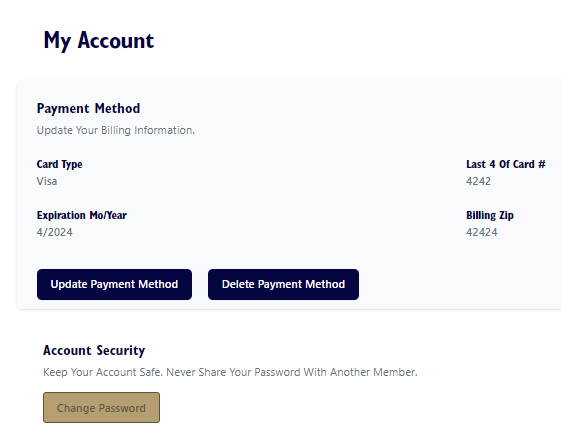 My Account
Payment Method
Update Your Billing Information.
Card Type
Last 4 Of Card #
Visa
4242
Expiration Mo/Year
Billing Zip
4/2024
42424
Update Payment Method
Delete Payment Method
Account Security
Keep Your Account Safe. Never Share Your Password With Another Member.
Change Password